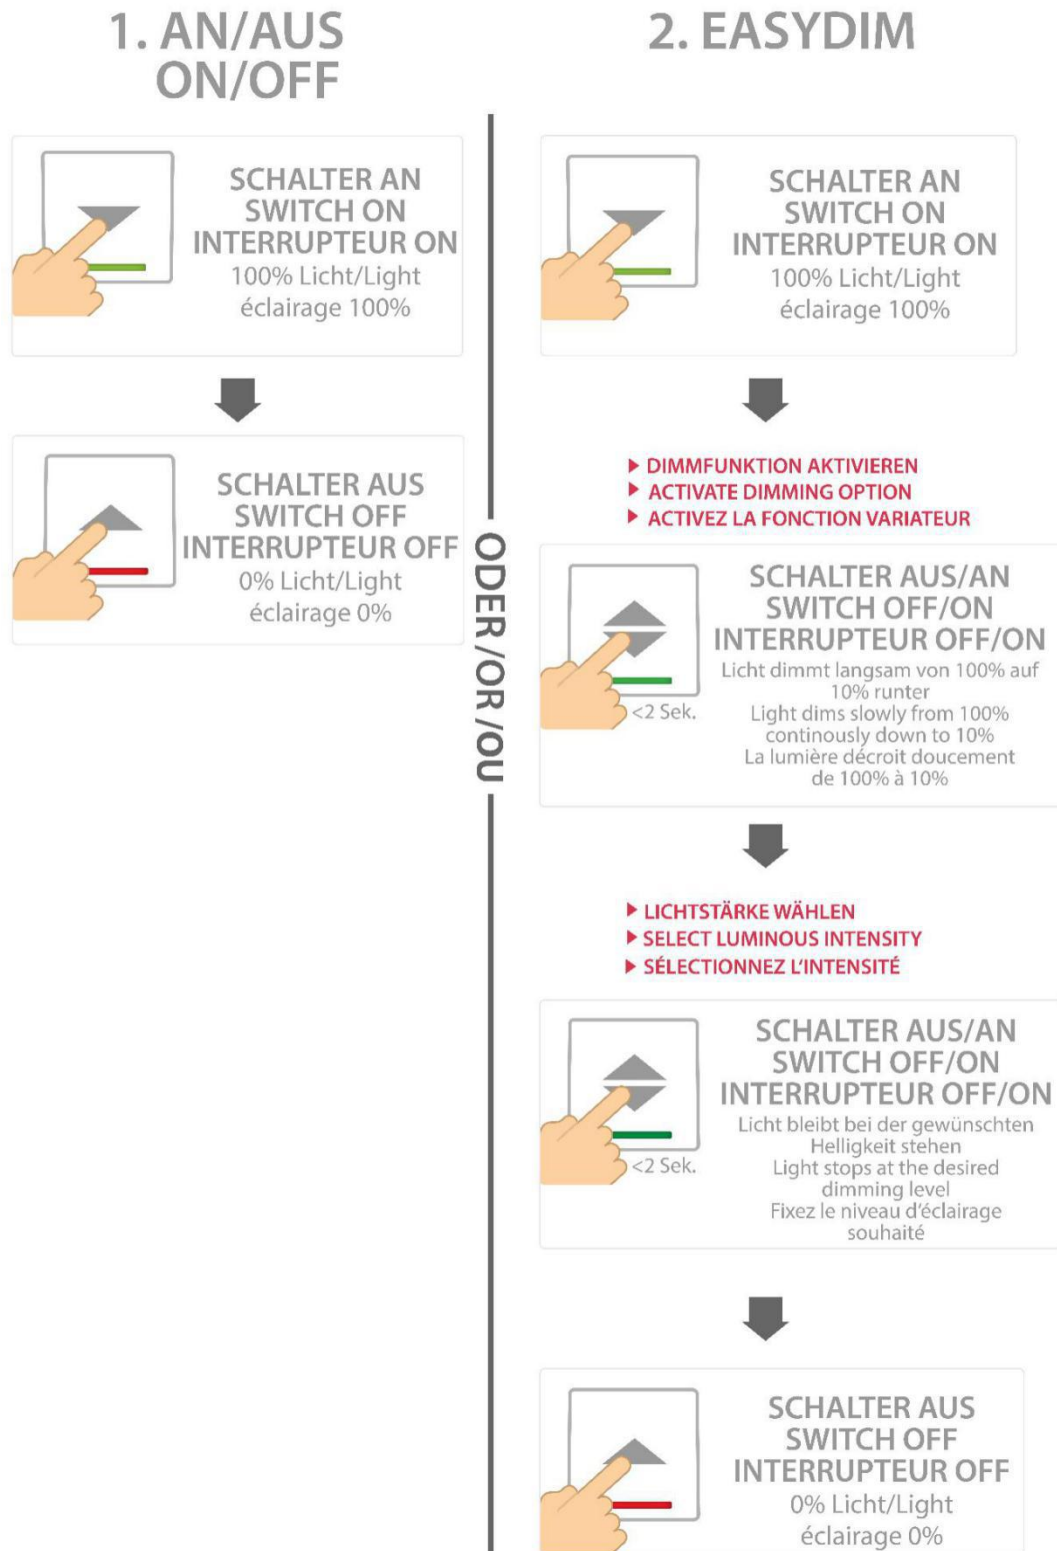 1. AN/AUS
ON/OFF
SCHALTER AN
SWITCH ON
INTERRUPTEUR ON
100% Licht/Light
éclairage 100%
SCHALTER AUS
SWITCH OFF
INTERRUPTEUR OFF
0% Licht/Light
éclairage 0%
ODER /OR /OU
2. EASYDIM
SCHALTER AN
SWITCH ON
INTERRUPTEUR ON
100% Licht/Light
éclairage 100%
DIMMFUNKTION AKTIVIEREN
ACTIVATE DIMMING OPTION
ACTIVEZ LA FONCTION VARIATEUR
SCHALTER AUS/AN
SWITCH OFF/ON
INTERRUPTEUR OFF/ON
Licht dimmt langsam von 100% auf
10% runter
Light dims slowly from 100%
continously down to 10%
La lumière décroit doucement
de 100% à 10%
<2 Sek.
LICHTSTÄRKE WÄHLEN
SELECT LUMINOUS INTENSITY
SÉLECTIONNEZ L'INTENSITÉ
SCHALTER AUS/AN
SWITCH OFF/ON
INTERRUPTEUR OFF/ON
Licht bleibt bei der gewünschten
Helligkeit stehen
Light stops at the desired
dimming level
Fixez le niveau d'éclairage
souhaité
<2 Sek.
SCHALTER AUS
SWITCH OFF
INTERRUPTEUR OFF
0% Licht/Light
éclairage 0%